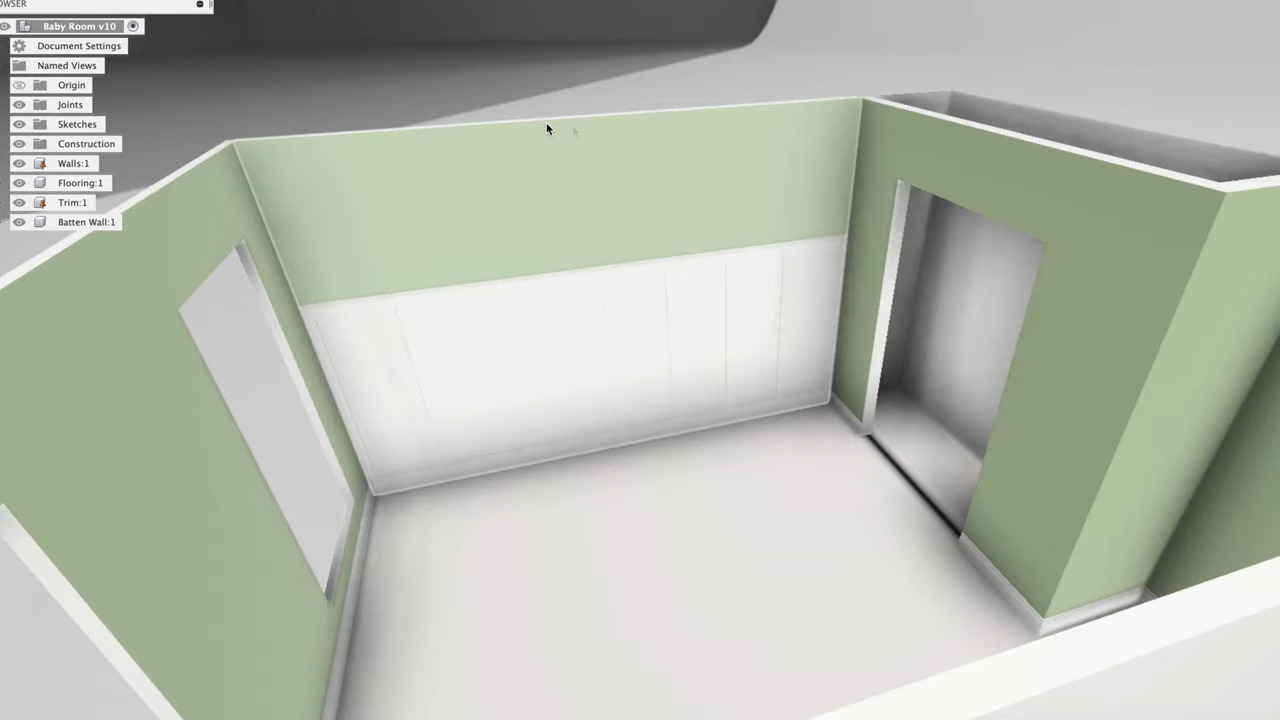 OWSER
Baby Room v10
Document Settings
Named Views
Origin
Joints
Sketches
Construction
Walls:1
Flooring:1
Trim:1
Batten Wall:1